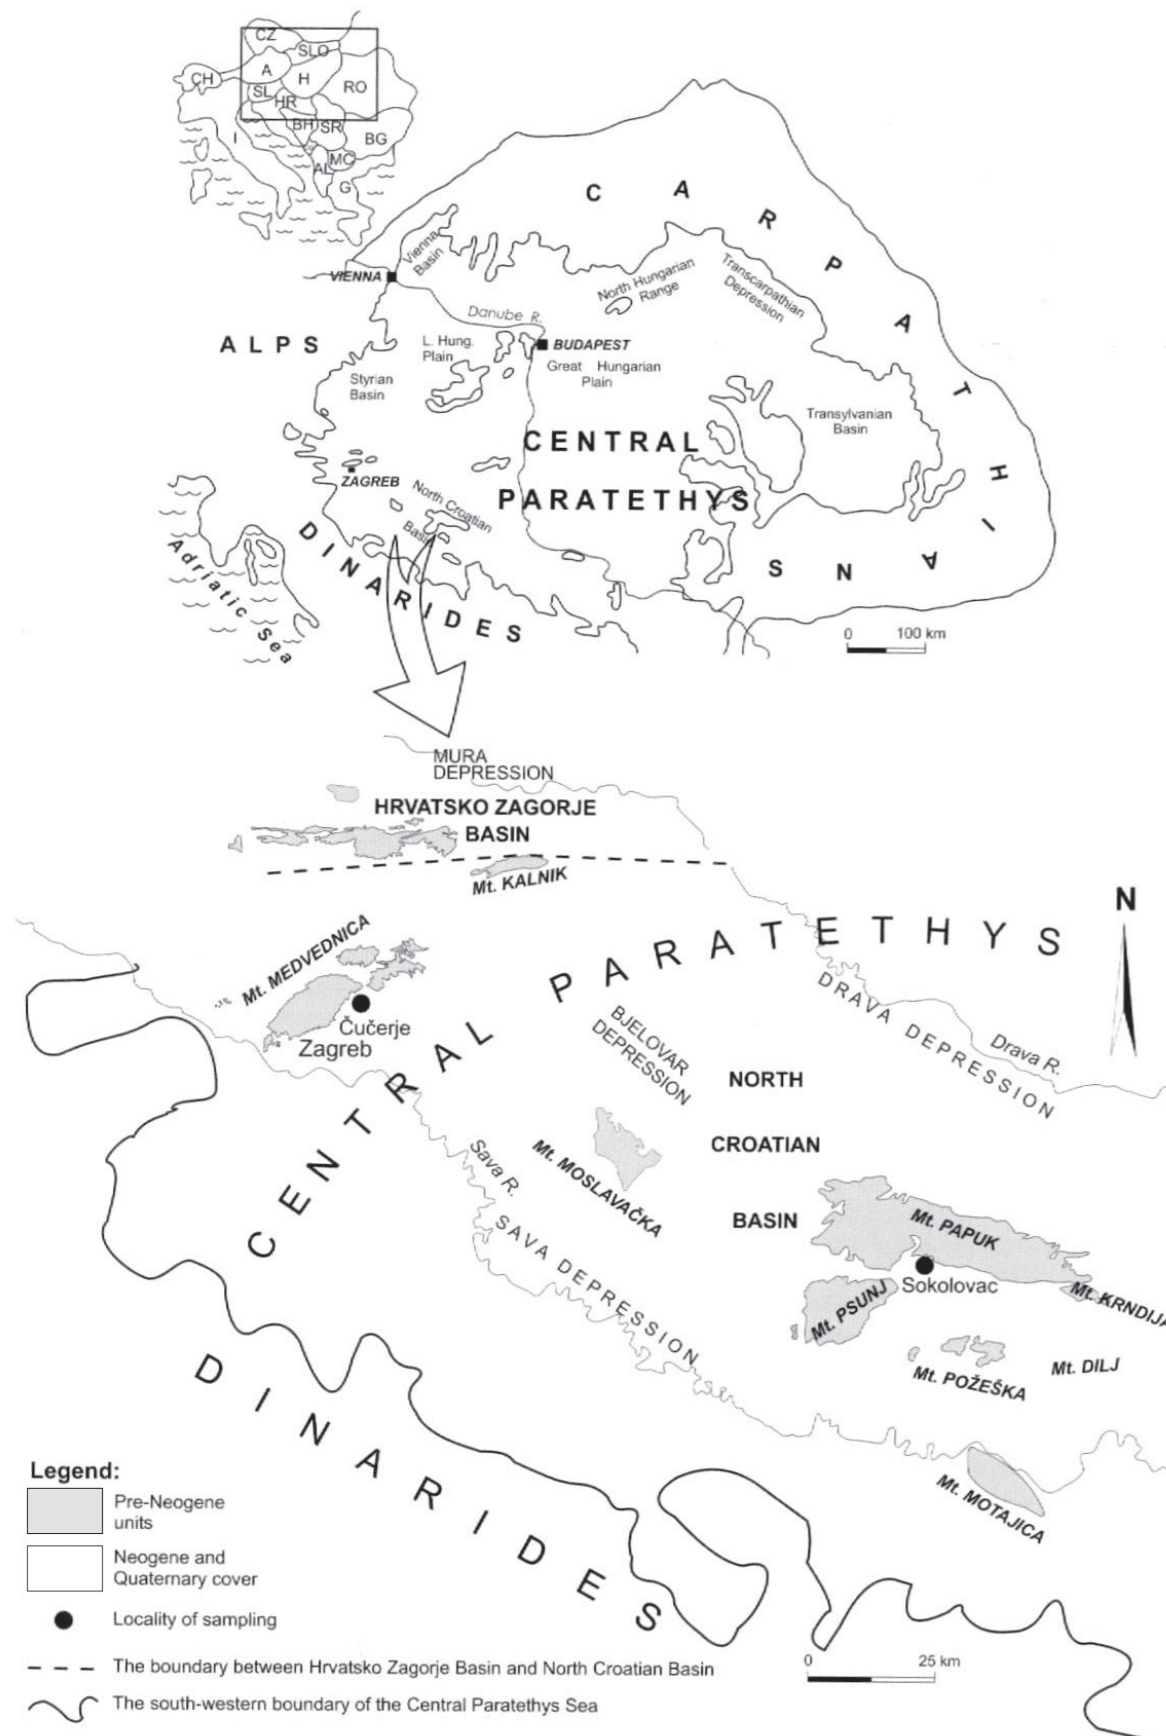 CZ
SLO
CH
A
H
RO
SL
HR
I
BH
SR
BG
MC
AL
G
C A R P A T H I A N S
Vienna
Basin
VIENNA
North Hungarian
Range
Transcarpathian
Depression
Danube R.
ALPS
L. Hung.
Plain
BUDAPEST
Great Hungarian
Plain
Styrian
Basin
Transylvanian
Basin
CENTRAL
ZAGREB
North Croatian
Basin
PARATETHYS
DINARIDES
Adriatic Sea
0 100 km
MURA
DEPRESSION
HRVATSKO ZAGORJE
BASIN
Mt. KALNIK
N
Mt. MEDVEDNICA
CENTRAL PARATETHYS
Čučerje
Zagreb
BJELOVAR
DEPRESSION
DRAVA DEPRESSION
Drava R.
NORTH
CROATIAN
BASIN
Sava R.
Mt. MOSLAVAČKA
SAVA DEPRESSION
Mt. PAPUK
Sokolovac
Mt. PSUNJ
Mt. KRNDIJA
Mt. DILJ
Mt. POŽEŠKA
Mt. MOTAJICA
DINARIDES
Legend:
Pre-Neogene
units
Neogene and
Quaternary cover
Locality of sampling
The boundary between Hrvatsko Zagorje Basin and North Croatian Basin
The south-western boundary of the Central Paratethys Sea
0 25 km